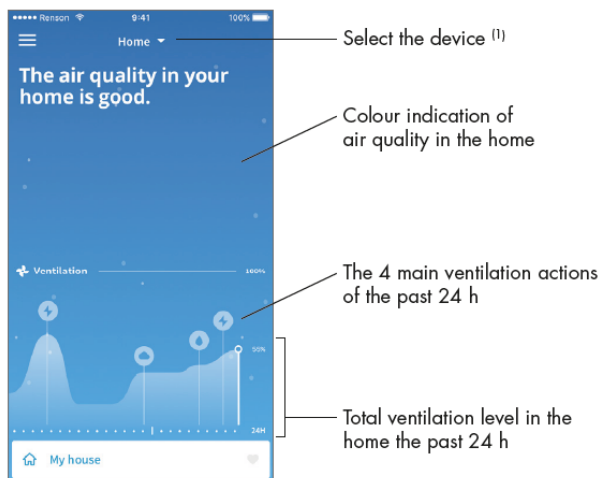 Renson 9:41 100%
Home
Select the device (1)
The air quality in your
home is good.
Colour indication of
air quality in the home
Ventilation 100%
The 4 main ventilation actions
of the past 24 h
50%
24H
Total ventilation level in the
home the past 24 h
My house